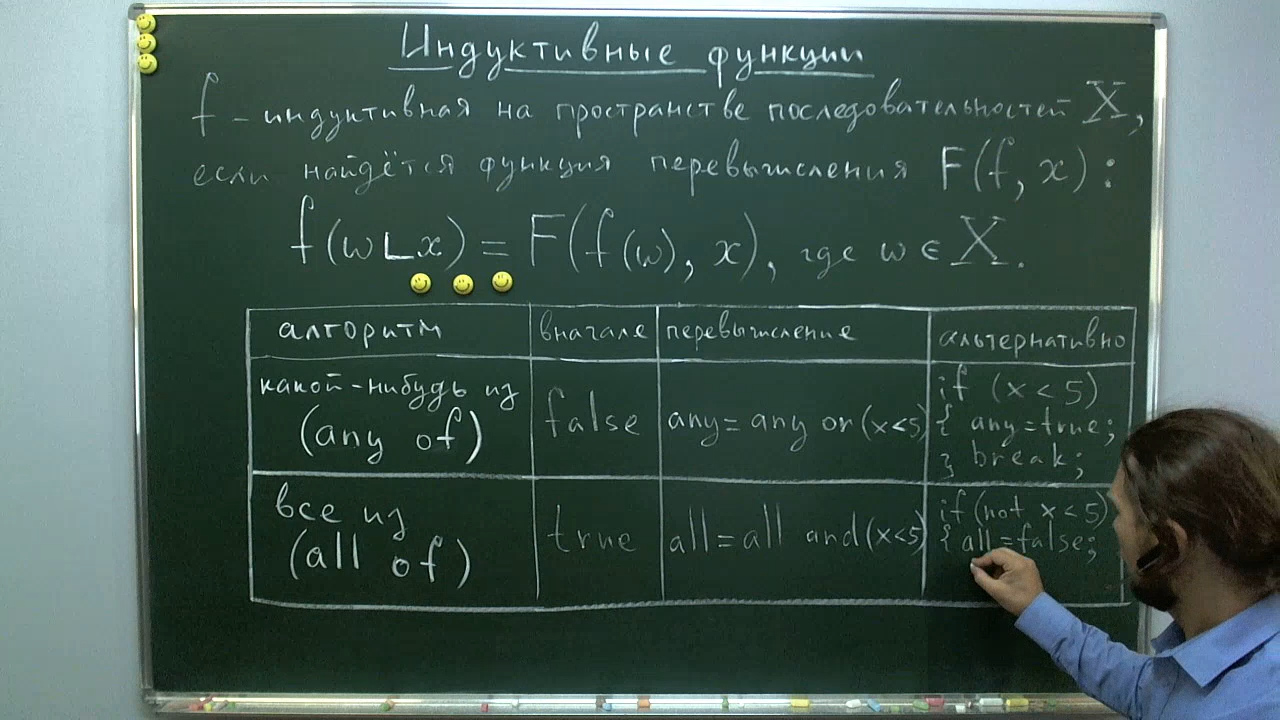 Индуктивные функции
f - индуктивная на пространстве последовательностей X,
если найдётся функция перевычисления F(f, x):
f(w∟x) = F(f(w), x), где w ∈ X.
алгоритм вначале перевычисление альтернативно
какой-нибудь из
(any of)
false
any = any or (x<5)
if (x < 5)
{ any=true;
} break;
все из
(all of)
true
all = all and (x<5)
if (not x < 5)
{ all = false;